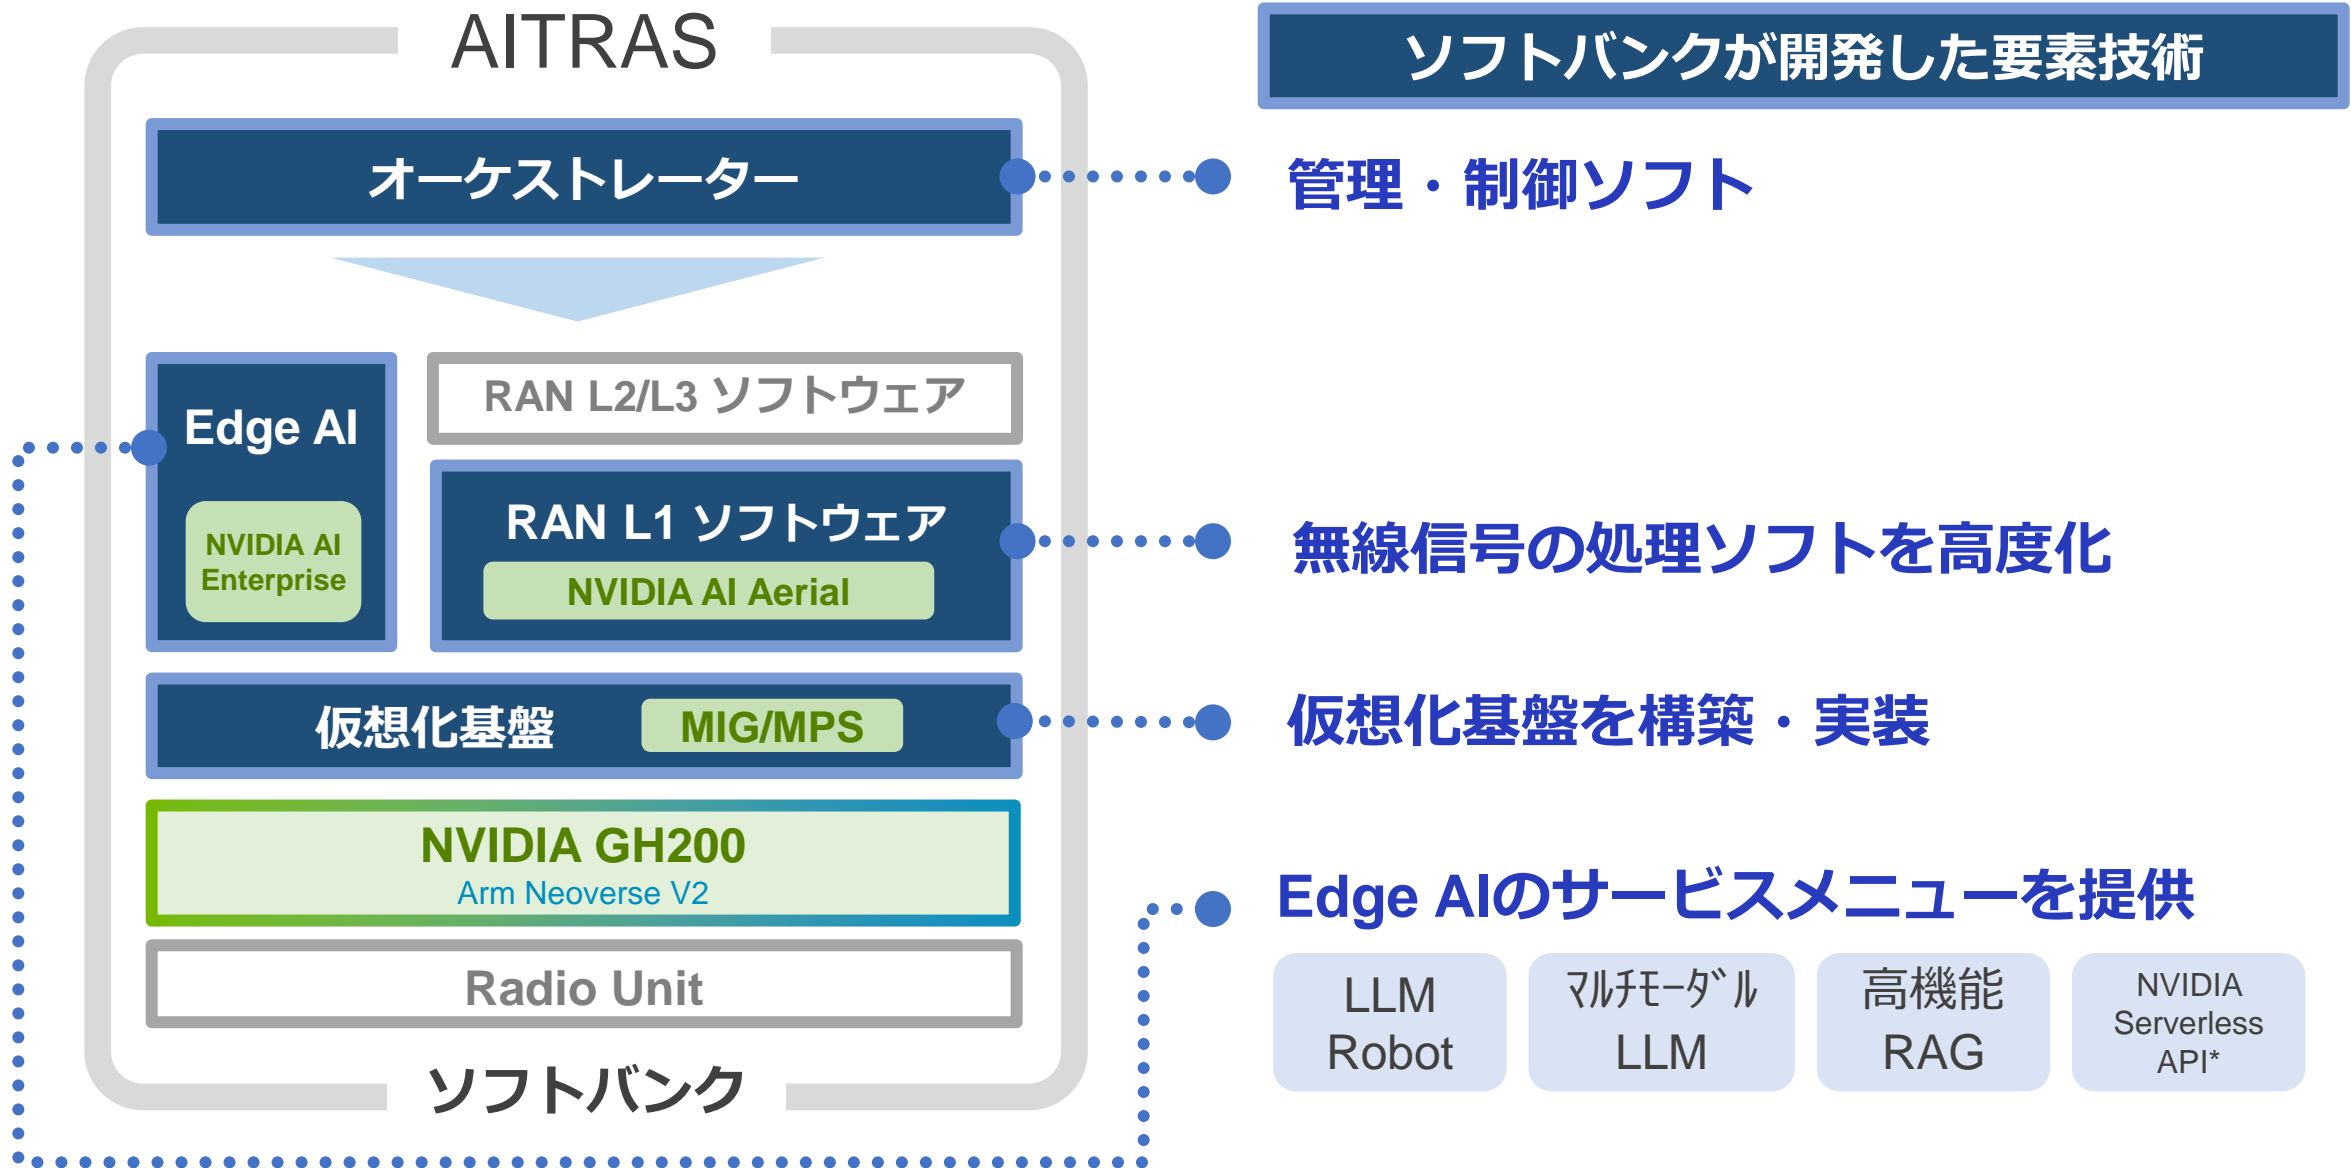 AITRAS
オーケストレーター
Edge AI
NVIDIA AI
Enterprise
RAN L2/L3 ソフトウェア
RAN L1 ソフトウェア
NVIDIA AI Aerial
仮想化基盤
MIG/MPS
NVIDIA GH200
Arm Neoverse V2
Radio Unit
ソフトバンク
ソフトバンクが開発した要素技術
管理・制御ソフト
無線信号の処理ソフトを高度化
仮想化基盤を構築・実装
Edge AIのサービスメニューを提供
LLM
Robot
ﾏﾙﾁﾓｰﾀﾞﾙ
LLM
高機能
RAG
NVIDIA
Serverless
API*